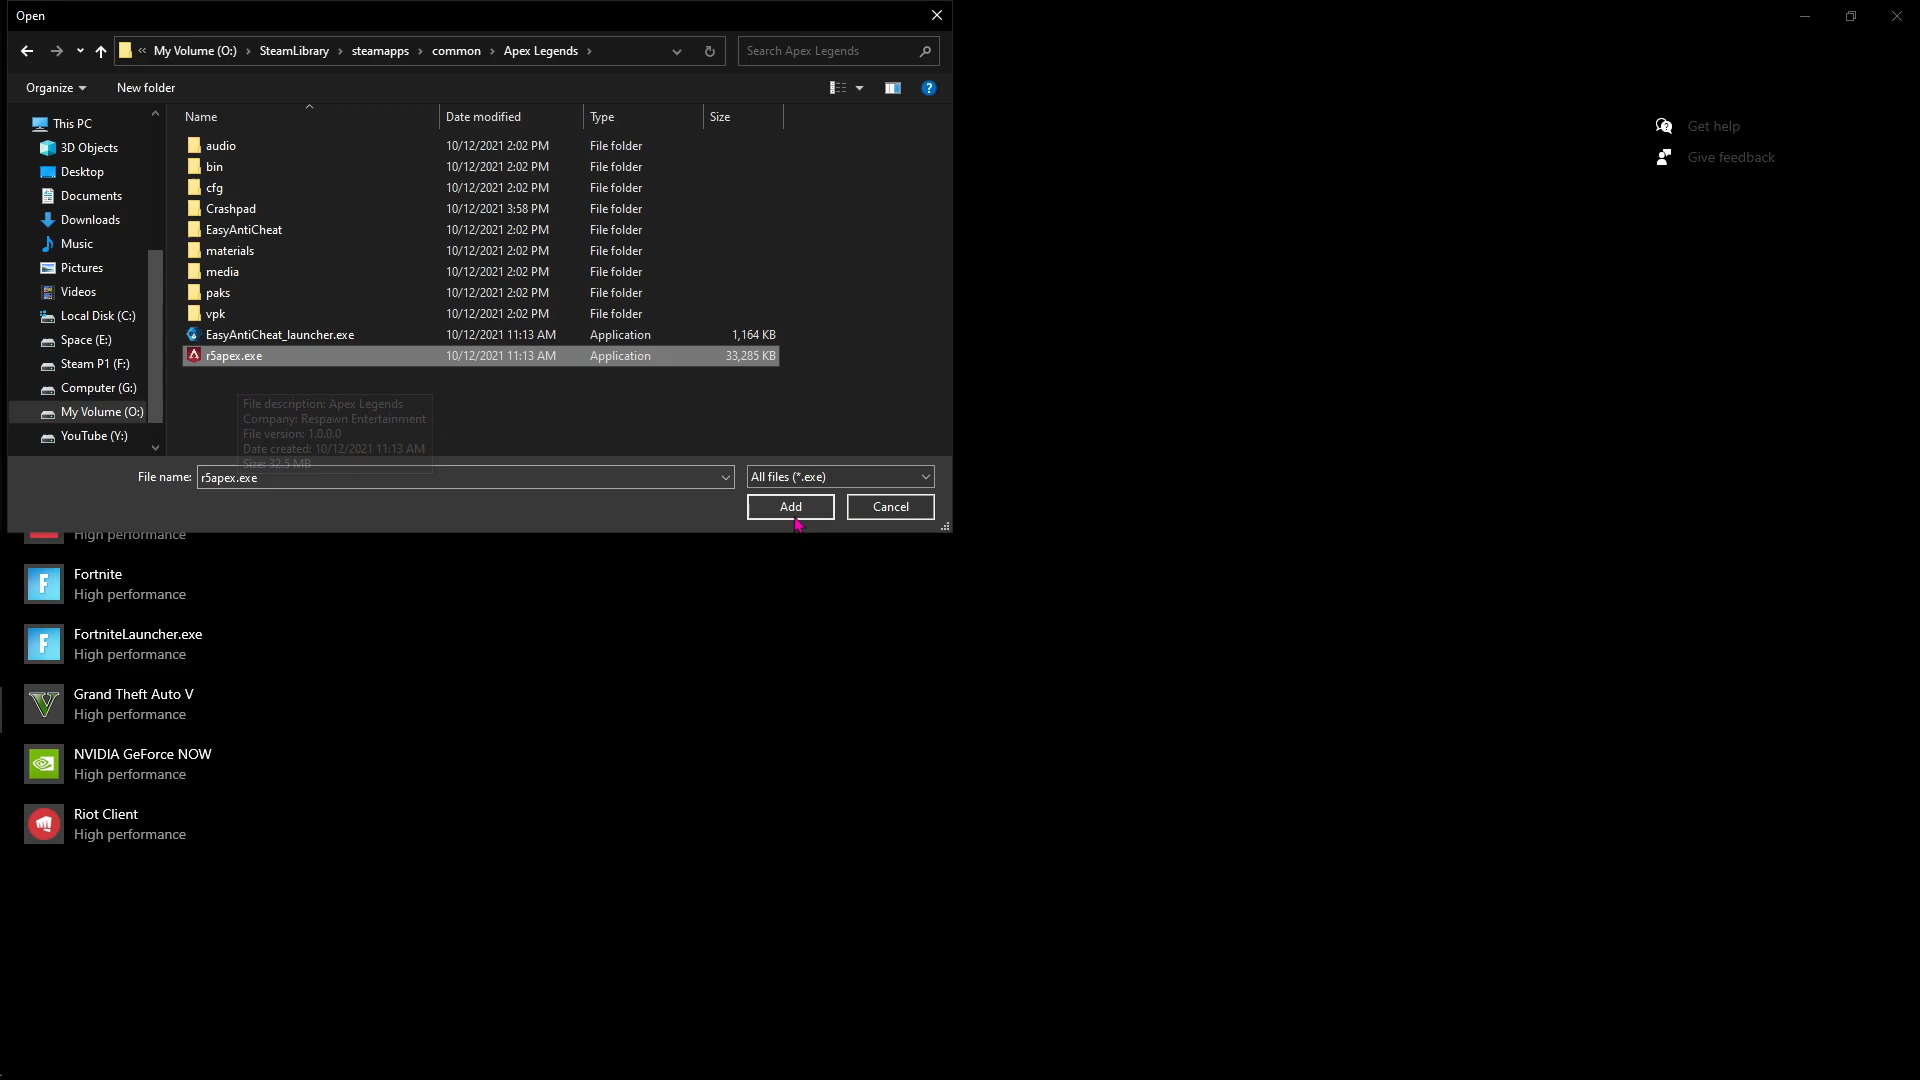 Open
« My Volume (O:) › SteamLibrary › steamapps › common › Apex Legends ›
Search Apex Legends
Organize
New folder
?
Name Date modified Type Size
This PC
3D Objects
Desktop
Documents
Downloads
Music
Pictures
Videos
Local Disk (C:)
Space (E:)
Steam P1 (F:)
Computer (G:)
My Volume (O:)
YouTube (Y:)
audio 10/12/2021 2:02 PM File folder
bin 10/12/2021 2:02 PM File folder
cfg 10/12/2021 2:02 PM File folder
Crashpad 10/12/2021 3:58 PM File folder
EasyAntiCheat 10/12/2021 2:02 PM File folder
materials 10/12/2021 2:02 PM File folder
media 10/12/2021 2:02 PM File folder
paks 10/12/2021 2:02 PM File folder
vpk 10/12/2021 2:02 PM File folder
EasyAntiCheat_launcher.exe 10/12/2021 11:13 AM Application 1,164 KB
r5apex.exe 10/12/2021 11:13 AM Application 33,285 KB
File description: Apex Legends
Company: Respawn Entertainment
File version: 1.0.0.0
Date created: 10/12/2021 11:13 AM
Size: 32.5 MB
File name: r5apex.exe
All files (*.exe)
Add
Cancel
Get help
Give feedback
High performance
Fortnite
High performance
FortniteLauncher.exe
High performance
Grand Theft Auto V
High performance
NVIDIA GeForce NOW
High performance
Riot Client
High performance